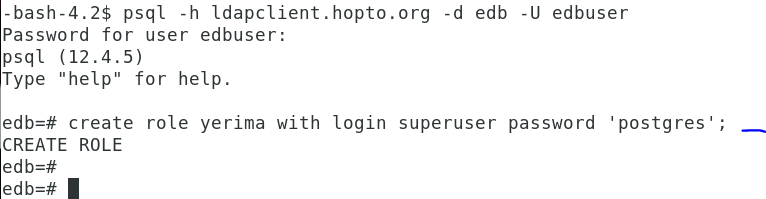 -bash-4.2$ psql -h ldapclient.hopto.org -d edb -U edbuser
Password for user edbuser:
psql (12.4.5)
Type "help" for help.
edb=# create role yerima with login superuser password 'postgres';
CREATE ROLE
edb=#
edb=#